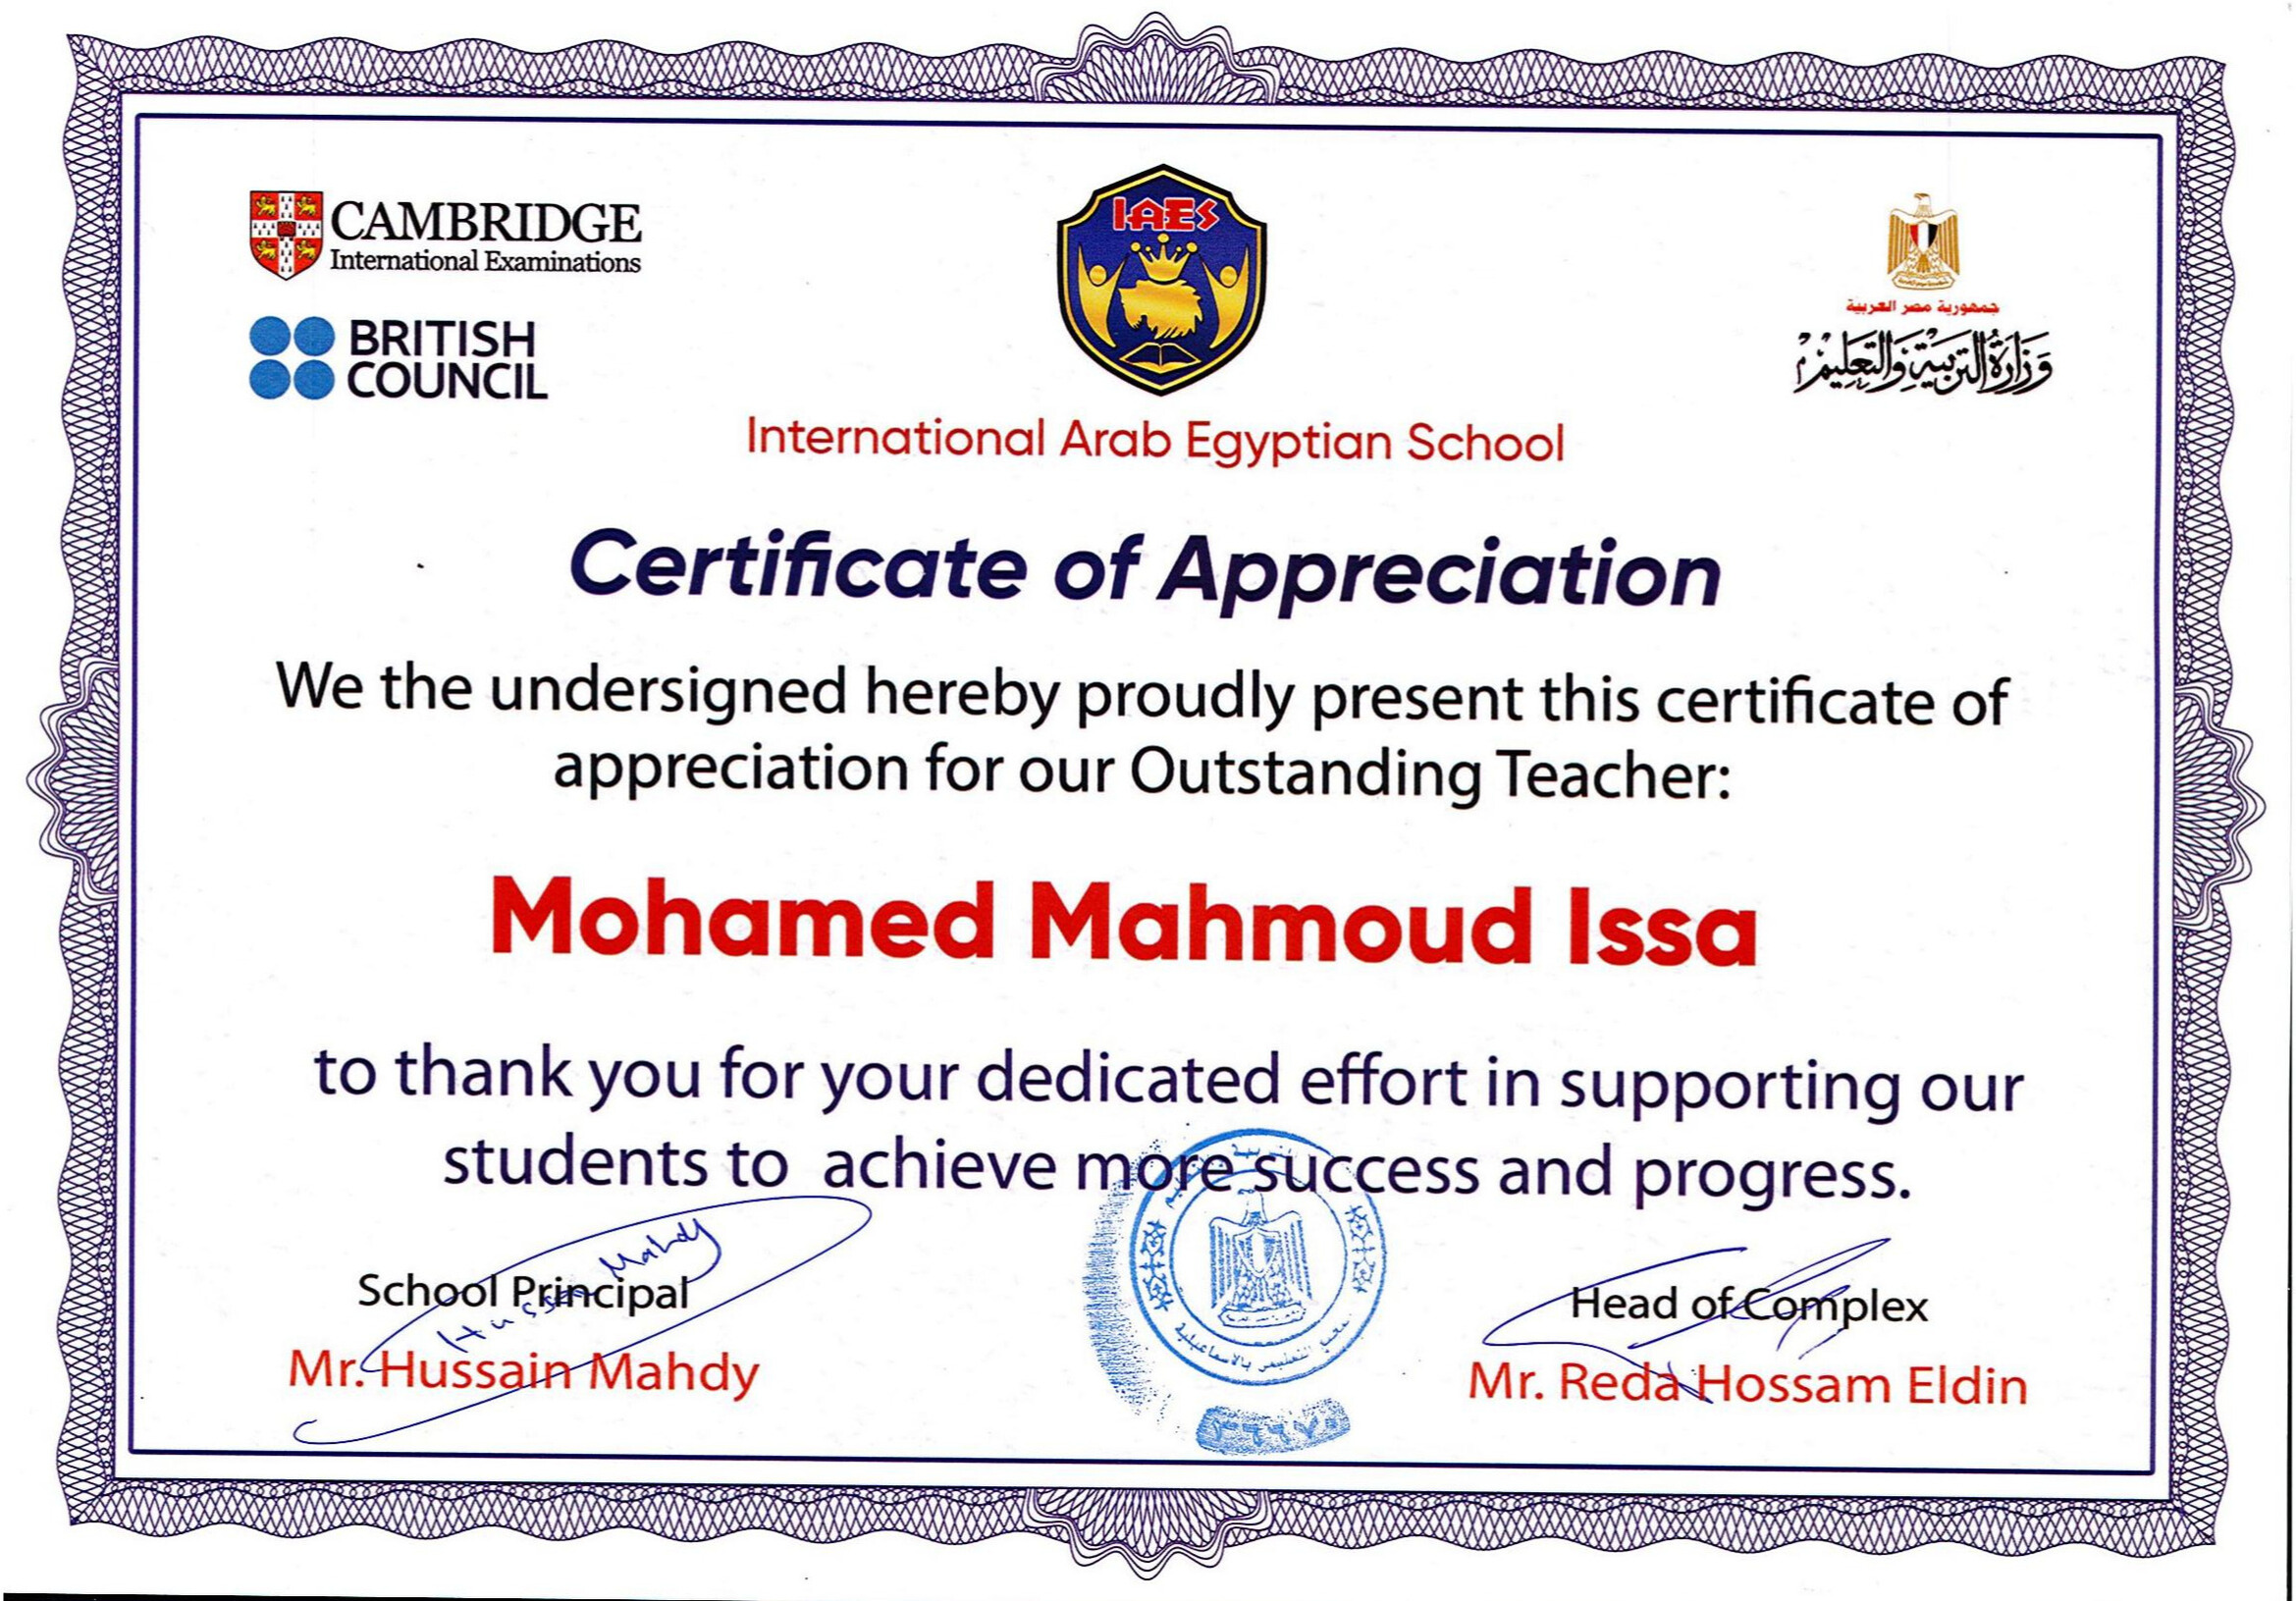 CAMBRIDGE
International Examinations
BRITISH
COUNCIL
IAES
جمهورية مصر العربية
وزارة التربية والتعليم
International Arab Egyptian School
Certificate of Appreciation
We the undersigned hereby proudly present this certificate of
appreciation for our Outstanding Teacher:
Mohamed Mahmoud Issa
to thank you for your dedicated effort in supporting our
students to achieve more success and progress.
Hussain Mahdy
School Principal
Mr. Hussain Mahdy
Head of Complex
Mr. Reda Hossam Eldin
التعليمى بالاسماعيلية